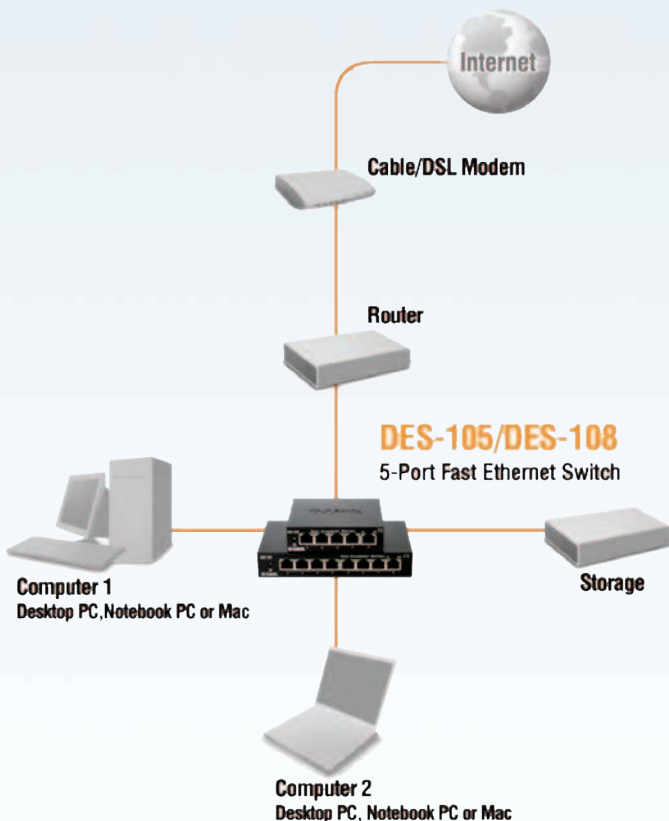 Internet
Cable/DSL Modem
Router
DES-105/DES-108
5-Port Fast Ethernet Switch
Computer 1
Desktop PC,Notebook PC or Mac
Storage
Computer 2
Desktop PC, Notebook PC or Mac